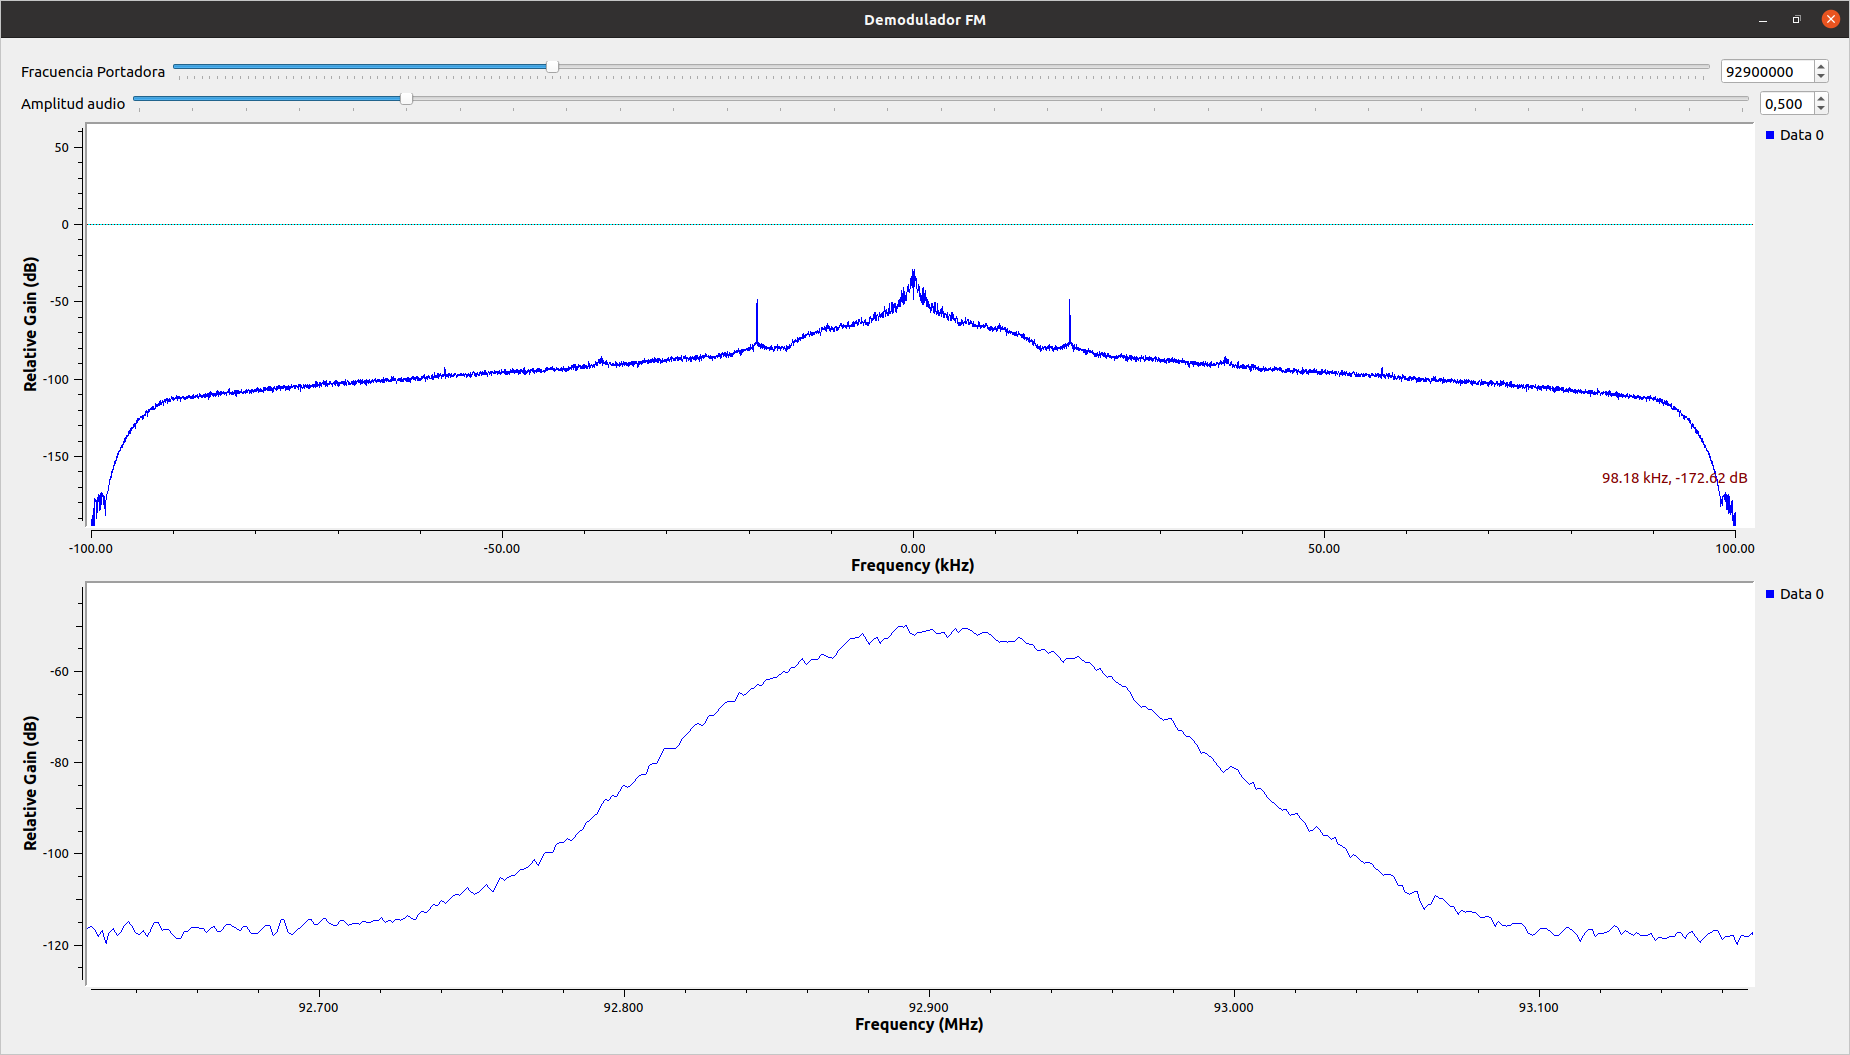 Demodulador FM
Fracuencia Portadora
92900000
Amplitud audio
0,500
Data 0
50
0
-50
-100
-150
Relative Gain (dB)
98.18 kHz, -172.62 dB
-100.00 -50.00 0.00 50.00 100.00
Frequency (kHz)
Data 0
-60
-80
-100
-120
Relative Gain (dB)
92.700 92.800 92.900 93.000 93.100
Frequency (MHz)